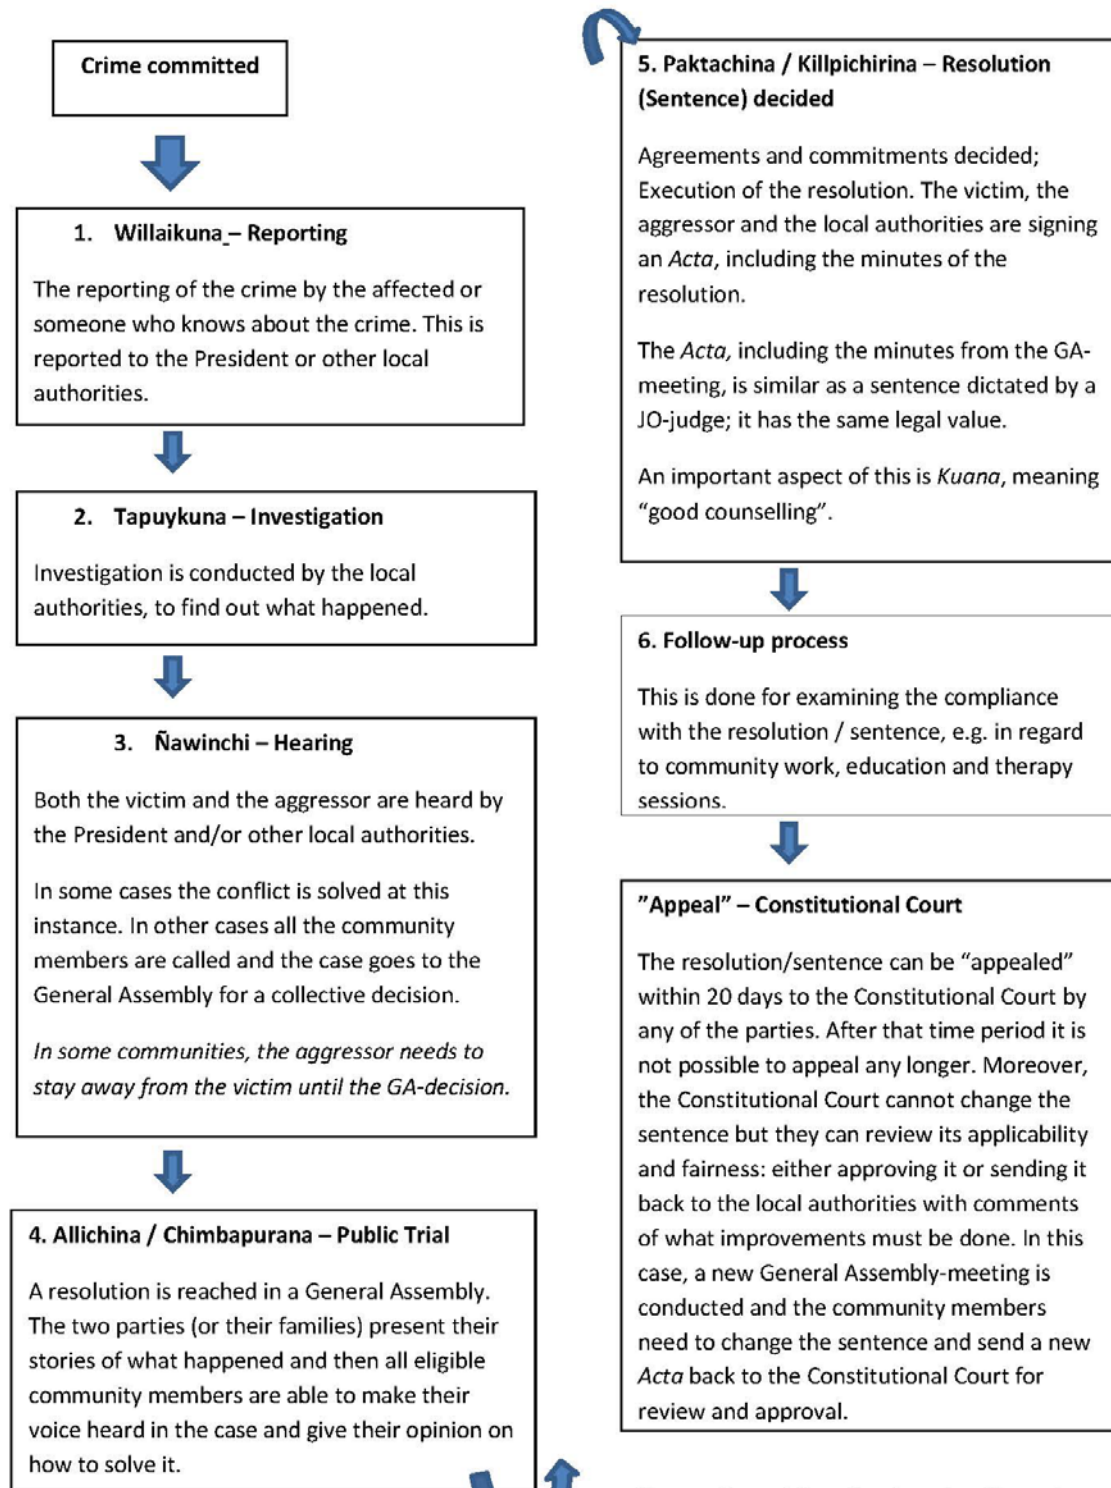 Crime committed
1. Willaikuna – Reporting
The reporting of the crime by the affected or
someone who knows about the crime. This is
reported to the President or other local
authorities.
2. Tapuykuna – Investigation
Investigation is conducted by the local
authorities, to find out what happened.
3. Ñawinchi – Hearing
Both the victim and the aggressor are heard by
the President and/or other local authorities.
In some cases the conflict is solved at this
instance. In other cases all the community
members are called and the case goes to the
General Assembly for a collective decision.
In some communities, the aggressor needs to
stay away from the victim until the GA-decision.
4. Allichina / Chimbapurana – Public Trial
A resolution is reached in a General Assembly.
The two parties (or their families) present their
stories of what happened and then all eligible
community members are able to make their
voice heard in the case and give their opinion on
how to solve it.
5. Paktachina / Killpichirina – Resolution
(Sentence) decided
Agreements and commitments decided;
Execution of the resolution. The victim, the
aggressor and the local authorities are signing
an Acta, including the minutes of the
resolution.
The Acta, including the minutes from the GA-
meeting, is similar as a sentence dictated by a
JO-judge; it has the same legal value.
An important aspect of this is Kuana, meaning
“good counselling”.
6. Follow-up process
This is done for examining the compliance
with the resolution / sentence, e.g. in regard
to community work, education and therapy
sessions.
”Appeal” – Constitutional Court
The resolution/sentence can be “appealed”
within 20 days to the Constitutional Court by
any of the parties. After that time period it is
not possible to appeal any longer. Moreover,
the Constitutional Court cannot change the
sentence but they can review its applicability
and fairness: either approving it or sending it
back to the local authorities with comments
of what improvements must be done. In this
case, a new General Assembly-meeting is
conducted and the community members
need to change the sentence and send a new
Acta back to the Constitutional Court for
review and approval.